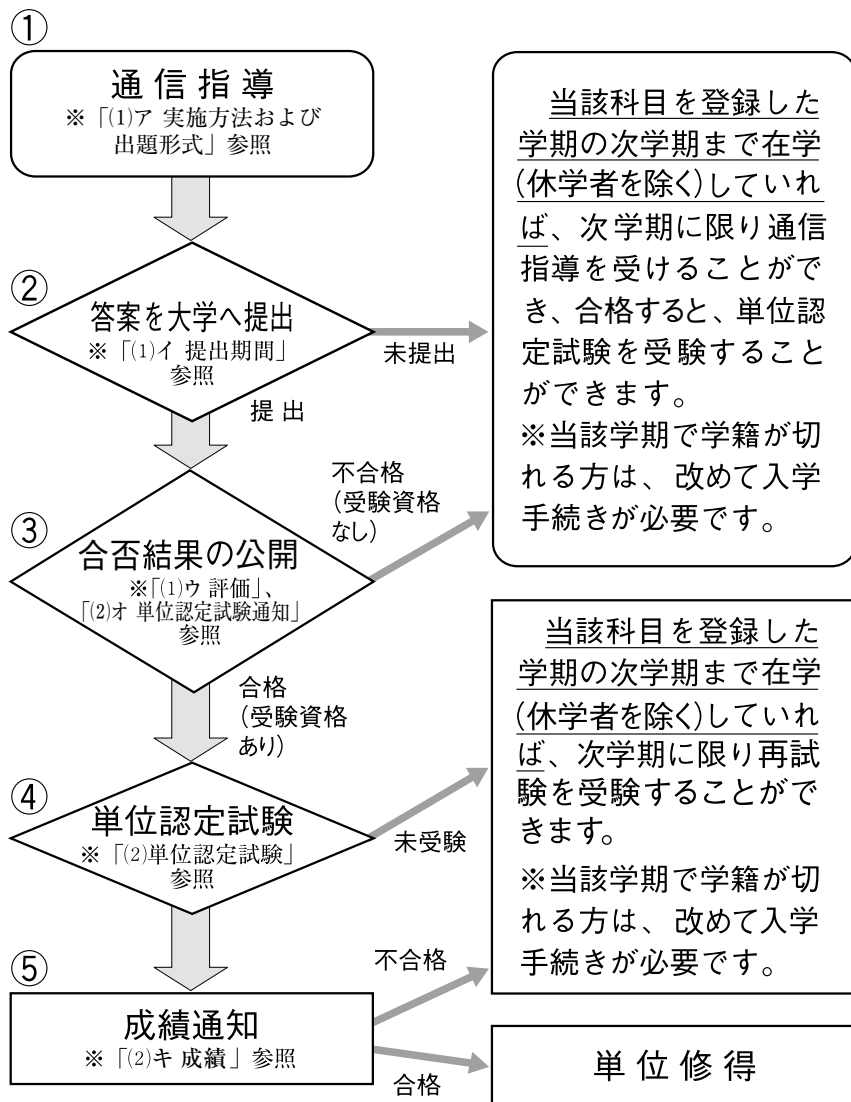 ①
通信指導
※「(1)ア 実施方法および
出題形式」参照
②
答案を大学へ提出
※「(1)イ 提出期間」
参照
未提出
提出
当該科目を登録した
学期の次学期まで在学
(休学者を除く)していれ
ば、次学期に限り通信
指導を受けることがで
き、合格すると、単位認
定試験を受験すること
ができます。
※当該学期で学籍が切
れる方は、改めて入学
手続きが必要です。
③
合否結果の公開
※「(1)ウ 評価」、
「(2)オ 単位認定試験通知」
参照
不合格
(受験資格
なし)
合格
(受験資格
あり)
④
単位認定試験
※「(2)単位認定試験」
参照
未受験
当該科目を登録した
学期の次学期まで在学
(休学者を除く)していれ
ば、次学期に限り再試
験を受験することがで
きます。
※当該学期で学籍が切
れる方は、改めて入学
手続きが必要です。
⑤
成績通知
※「(2)キ 成績」参照
不合格
合格
単位修得